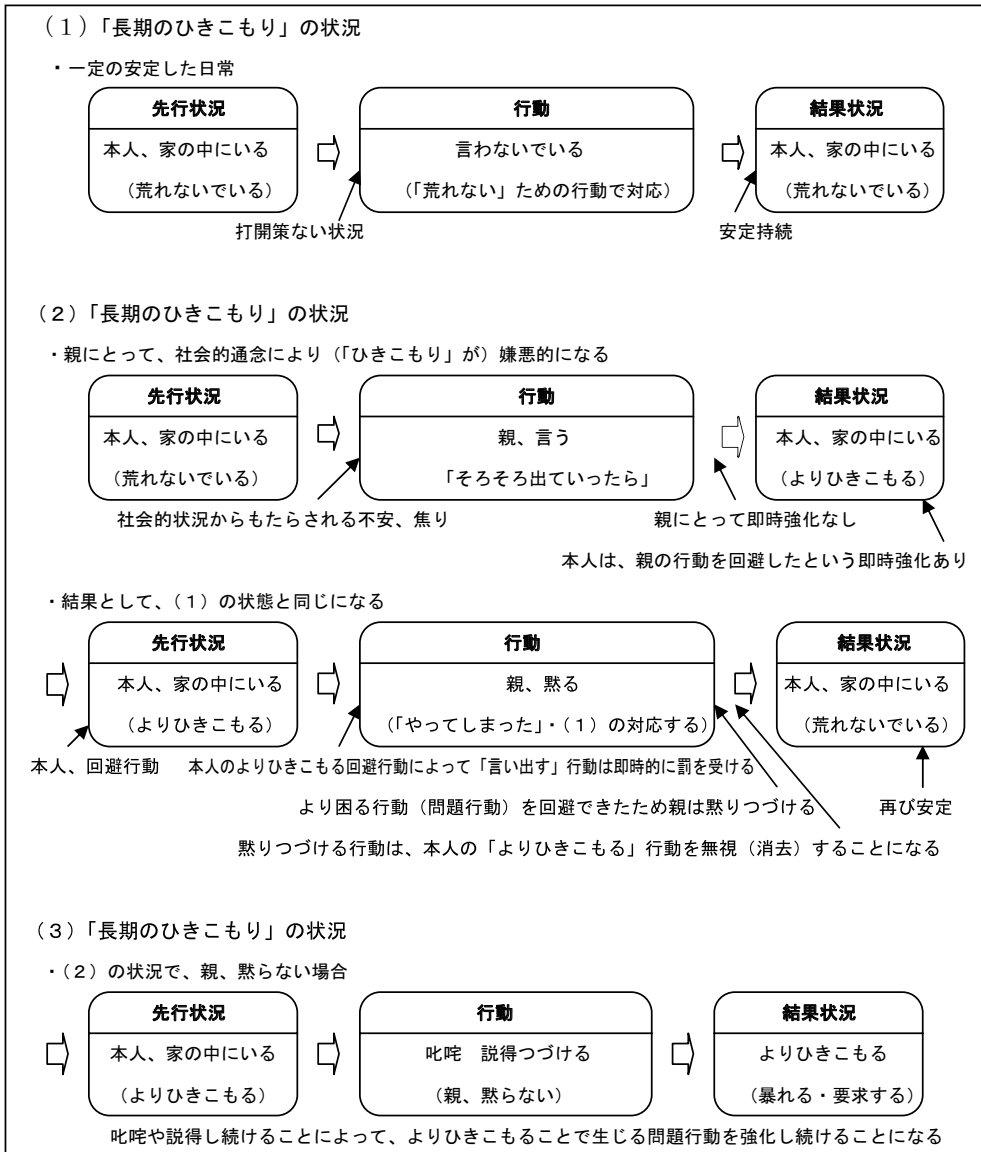 （１）「長期のひきこもり」の状況
・一定の安定した日常
先行状況
本人、家の中にいる
（荒れないでいる）
行動
言わないでいる
（「荒れない」ための行動で対応）
結果状況
本人、家の中にいる
（荒れないでいる）
打開策ない状況
安定持続
（２）「長期のひきこもり」の状況
・親にとって、社会的通念により（「ひきこもり」が）嫌悪的になる
先行状況
本人、家の中にいる
（荒れないでいる）
行動
親、言う
「そろそろ出ていったら」
結果状況
本人、家の中にいる
（よりひきこもる）
社会的状況からもたらされる不安、焦り
親にとって即時強化なし
本人は、親の行動を回避したという即時強化あり
・結果として、（１）の状態と同じになる
先行状況
本人、家の中にいる
（よりひきこもる）
行動
親、黙る
（「やってしまった」・（１）の対応する）
結果状況
本人、家の中にいる
（荒れないでいる）
本人、回避行動
本人のよりひきこもる回避行動によって「言い出す」行動は即時的に罰を受ける
より困る行動（問題行動）を回避できたため親は黙りつづける
再び安定
黙りつづける行動は、本人の「よりひきこもる」行動を無視（消去）することになる
（３）「長期のひきこもり」の状況
・（２）の状況で、親、黙らない場合
先行状況
本人、家の中にいる
（よりひきこもる）
行動
叱咤　説得つづける
（親、黙らない）
結果状況
よりひきこもる
（暴れる・要求する）
叱咤や説得し続けることによって、よりひきこもることで生じる問題行動を強化し続けることになる